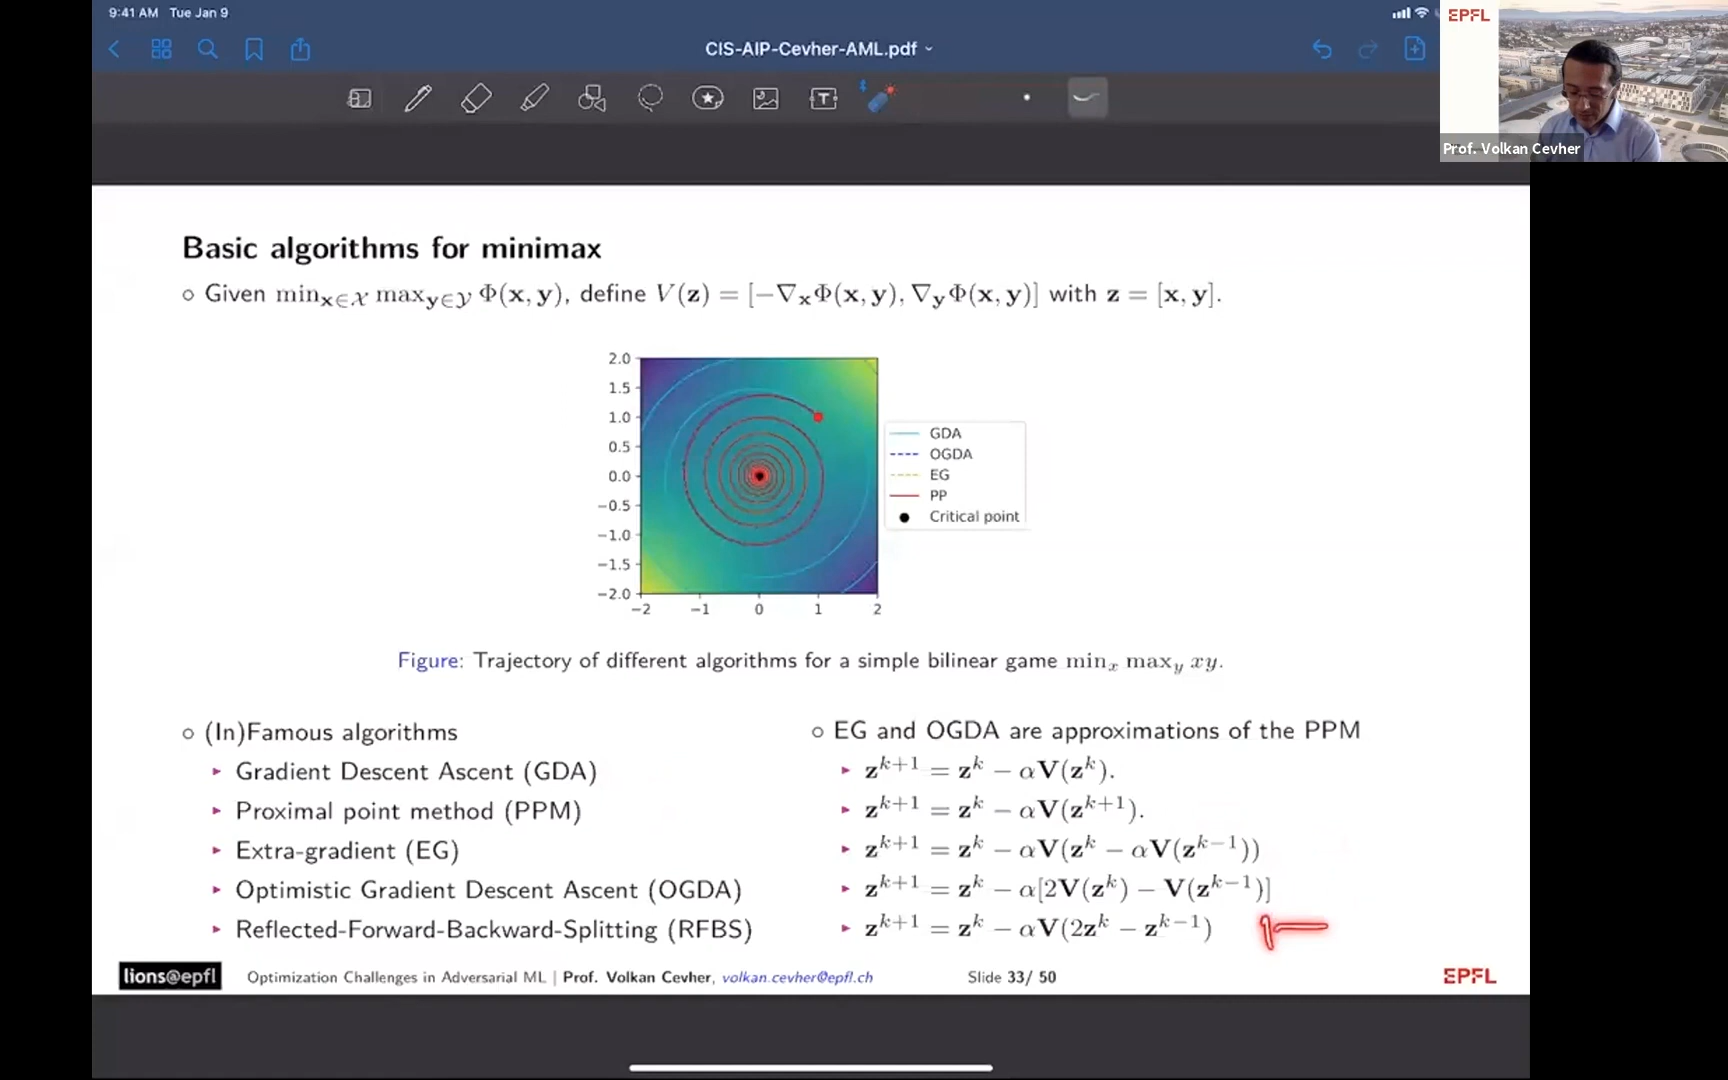 9:41 AM Tue Jan 9
CIS-AIP-Cevher-AML.pdf
EPFL
Prof. Volkan Cevher
Basic algorithms for minimax
○ Given min_{𝐱∈𝒳} max_{𝐲∈𝒴} Φ(𝐱, 𝐲), define V(𝐳) = [−∇_𝐱Φ(𝐱, 𝐲), ∇_𝐲Φ(𝐱, 𝐲)] with 𝐳 = [𝐱, 𝐲].
2.0
1.5
1.0
0.5
0.0
−0.5
−1.0
−1.5
−2.0
−2 −1 0 1 2
GDA
OGDA
EG
PP
Critical point
Figure: Trajectory of different algorithms for a simple bilinear game min_x max_y xy.
○ (In)Famous algorithms
▸ Gradient Descent Ascent (GDA)
▸ Proximal point method (PPM)
▸ Extra-gradient (EG)
▸ Optimistic Gradient Descent Ascent (OGDA)
▸ Reflected-Forward-Backward-Splitting (RFBS)
○ EG and OGDA are approximations of the PPM
▸ 𝐳^{k+1} = 𝐳^k − α𝐕(𝐳^k).
▸ 𝐳^{k+1} = 𝐳^k − α𝐕(𝐳^{k+1}).
▸ 𝐳^{k+1} = 𝐳^k − α𝐕(𝐳^k − α𝐕(𝐳^{k−1}))
▸ 𝐳^{k+1} = 𝐳^k − α[2𝐕(𝐳^k) − 𝐕(𝐳^{k−1})]
▸ 𝐳^{k+1} = 𝐳^k − α𝐕(2𝐳^k − 𝐳^{k−1})
lions@epfl Optimization Challenges in Adversarial ML | Prof. Volkan Cevher, volkan.cevher@epfl.ch Slide 33/ 50 EPFL